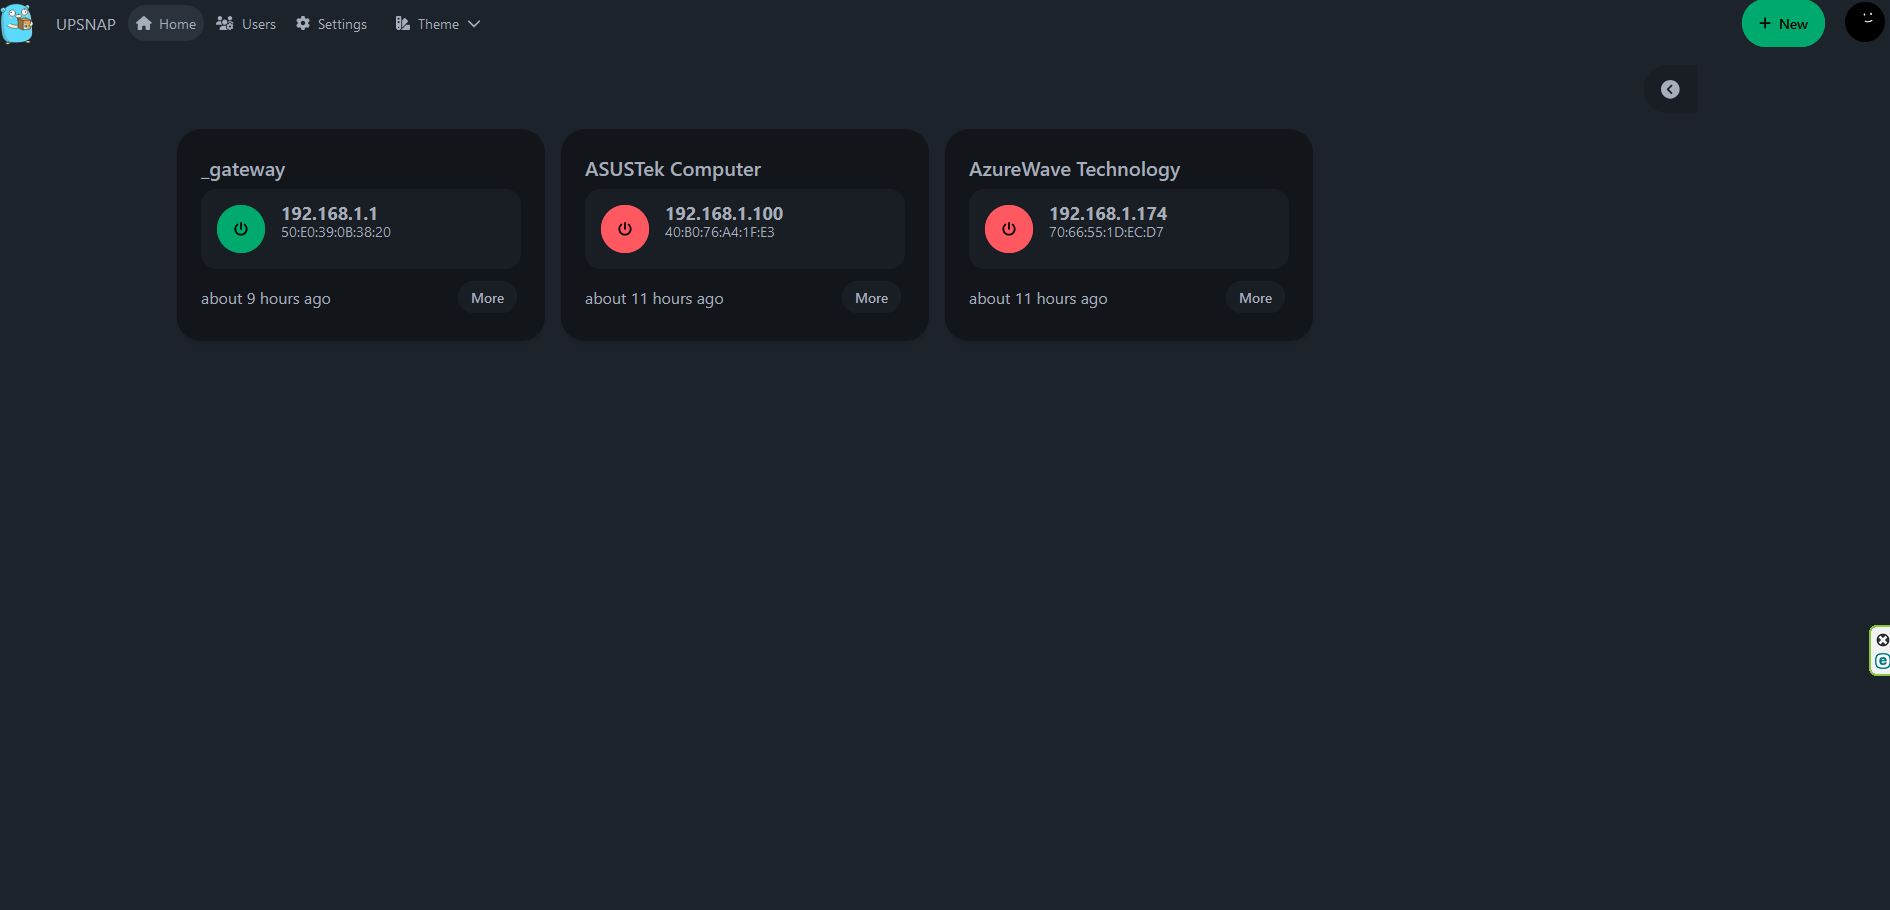 UPSNAP Home Users Settings Theme New
_gateway
192.168.1.1
50:E0:39:0B:38:20
about 9 hours ago More
ASUSTek Computer
192.168.1.100
40:B0:76:A4:1F:E3
about 11 hours ago More
AzureWave Technology
192.168.1.174
70:66:55:1D:EC:D7
about 11 hours ago More
e